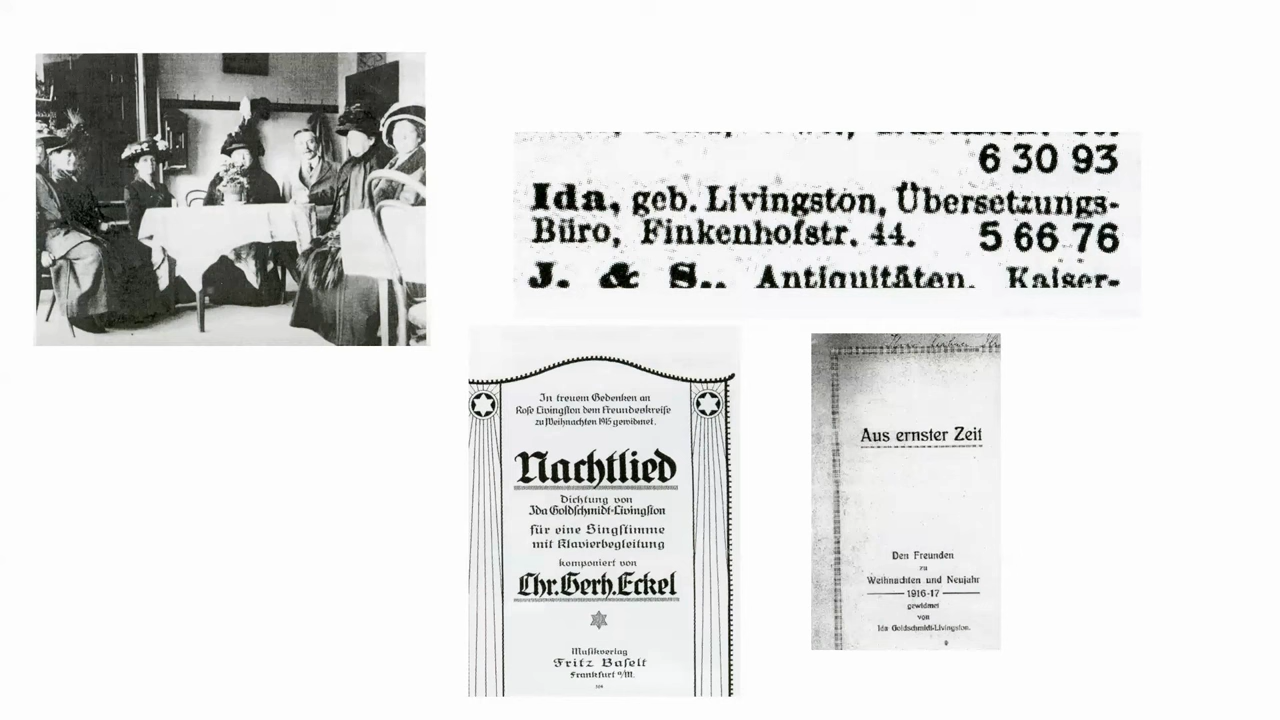 6 30 93
Ida, geb. Livingston, Übersetzungs-
Büro, Finkenhofstr. 44. 5 66 76
J. & S., Antiquitäten, Kaiser-
In treuem Gedenken an
Rose Livingston dem Freundeskreise
zu Weihnachten 1915 gewidmet.
Nachtlied
Dichtung von
Ida Goldschmidt-Livingston
für eine Singstimme
mit Klavierbegleitung
komponiert von
Chr. Gerh. Eckel
Musikverlag
Fritz Baselt
Frankfurt a/M.
Aus ernster Zeit
Den Freunden
zu
Weihnachten und Neujahr
1916-17
gewidmet
von
Ida Goldschmidt-Livingston.